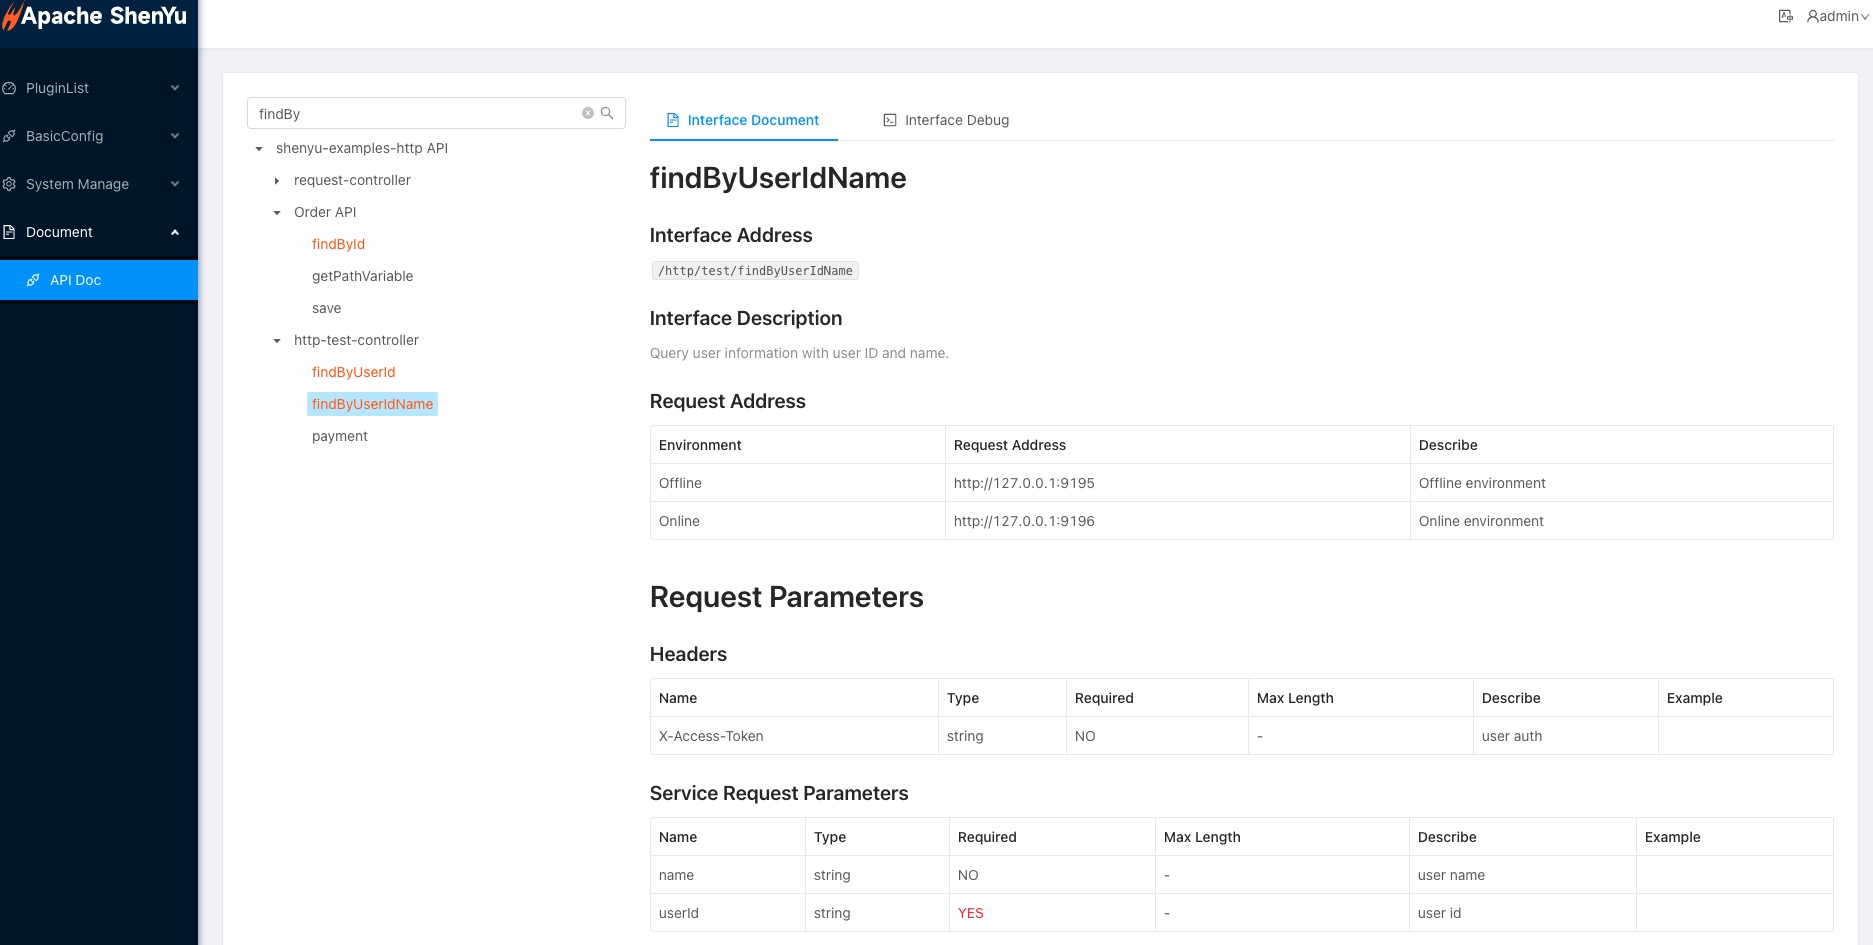 Apache ShenYu
admin
PluginList
BasicConfig
System Manage
Document
API Doc
findBy
shenyu-examples-http API
request-controller
Order API
findById
getPathVariable
save
http-test-controller
findByUserId
findByUserIdName
payment
Interface Document
Interface Debug
findByUserIdName
Interface Address
/http/test/findByUserIdName
Interface Description
Query user information with user ID and name.
Request Address
Environment Request Address Describe
Offline http://127.0.0.1:9195 Offline environment
Online http://127.0.0.1:9196 Online environment
Request Parameters
Headers
Name Type Required Max Length Describe Example
X-Access-Token string NO - user auth
Service Request Parameters
Name Type Required Max Length Describe Example
name string NO - user name
userId string YES - user id